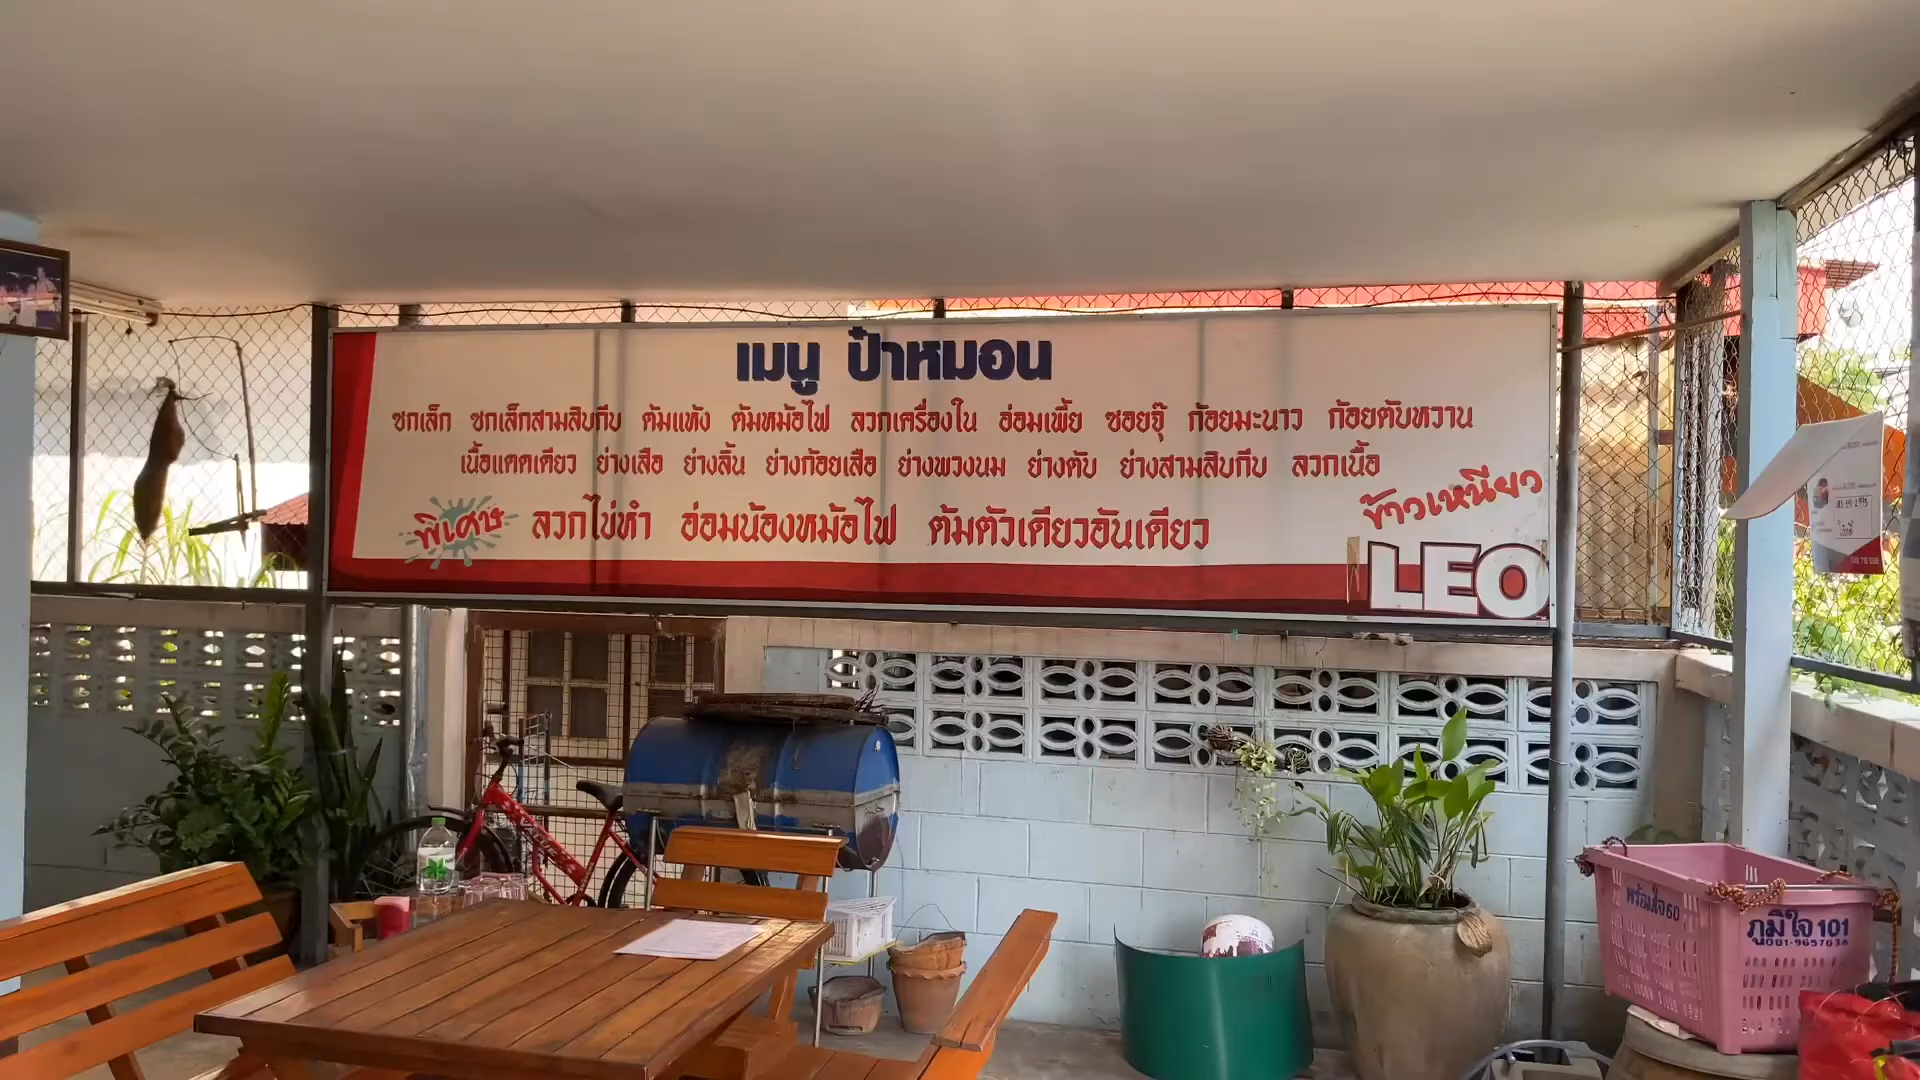 เมนู ป๋าหมอน
ซกเล็ก ซกเล็กสามสิบกีบ ต้มแห้ง ต้มหม้อไฟ ลวกเครื่องใน อ่อมเพี้ย ซอยจุ๊ ก้อยมะนาว ก้อยตับหวาน
เนื้อแดดเดียว ย่างเสือ ย่างลิ้น ย่างก้อยเสือ ย่างพวงนม ย่างตับ ย่างสามสิบกีบ ลวกเนื้อ
ข้าวเหนียว
พิเศษ ลวกไข่ทำ อ่อมน้องหม้อไฟ ต้มตัวเดียวอันเดียว
LEO
พร้อมใจ60
ภูมิใจ 101